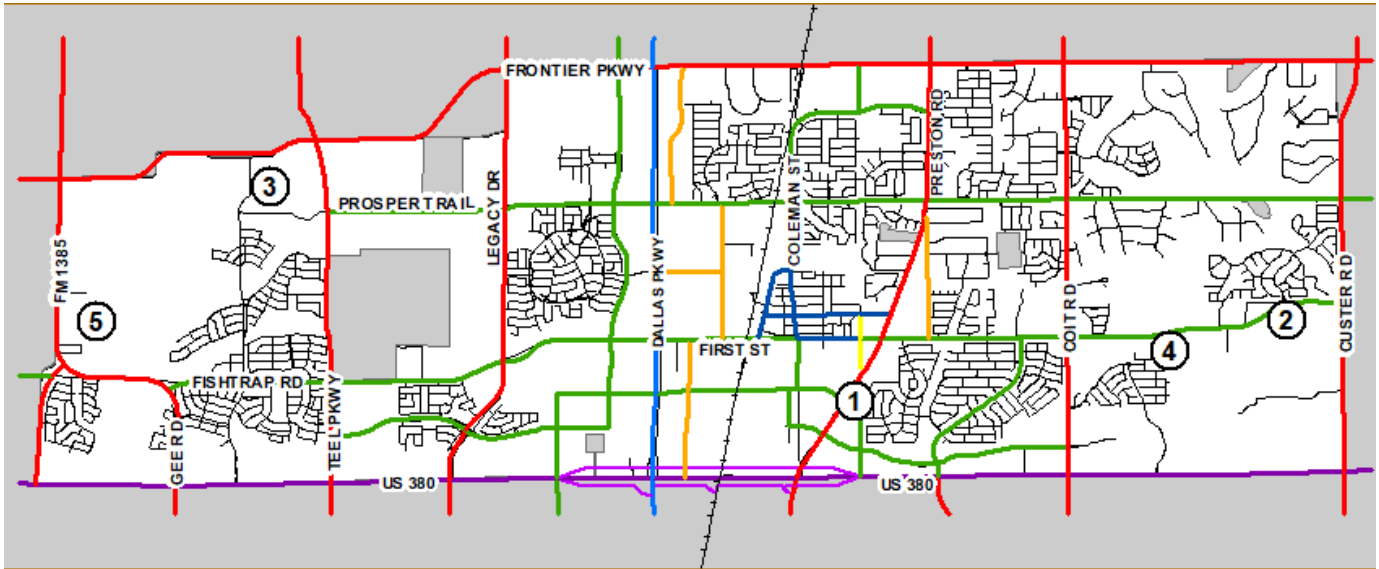 FRONTIER PKWY
PRESTON RD
3
PROSPER TRAIL
LEGACY DR
COLEMAN ST
FM 1385
5
DALLAS PKWY
COIT RD
CUSTER RD
2
FIRST ST
4
FISHTRAP RD
TEEL PKWY
GEE RD
1
US 380
US 380